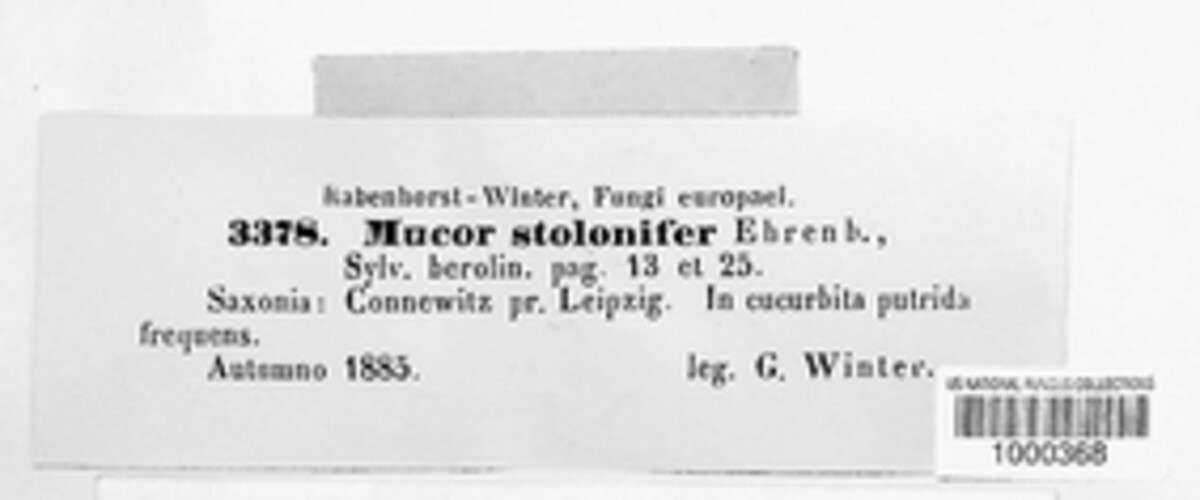 Rabenhorst-Winter, Fungi europaei.
3378. Mucor stolonifer Ehrenb.,
Sylv. berolin. pag. 13 et 25.
Saxonia: Connewitz pr. Leipzig. In cucurbita putrida
frequens.
Automno 1885. leg. G. Winter.
US NATIONAL FUNGUS COLLECTIONS
1000368